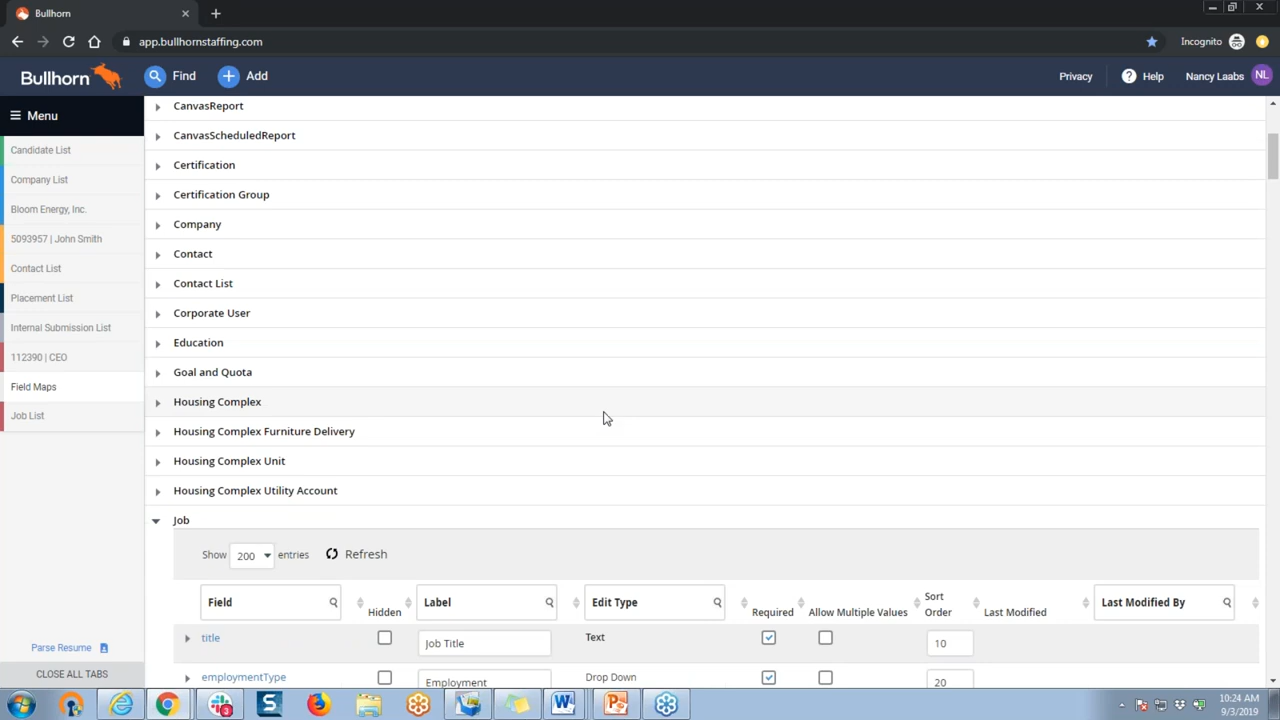 Bullhorn
app.bullhornstaffing.com
Incognito
Bullhorn
Find
Add
Privacy
Help
Nancy Laabs
NL
Menu
Candidate List
Company List
Bloom Energy, Inc.
5093957 | John Smith
Contact List
Placement List
Internal Submission List
112390 | CEO
Field Maps
Job List
Parse Resume
CLOSE ALL TABS
CanvasReport
CanvasScheduledReport
Certification
Certification Group
Company
Contact
Contact List
Corporate User
Education
Goal and Quota
Housing Complex
Housing Complex Furniture Delivery
Housing Complex Unit
Housing Complex Utility Account
Job
Show 200 entries Refresh
Field Hidden Label Edit Type Required Allow Multiple Values Sort Order Last Modified Last Modified By
title Job Title Text 10
employmentType Employment Drop Down 20
3
10:24 AM
9/3/2019